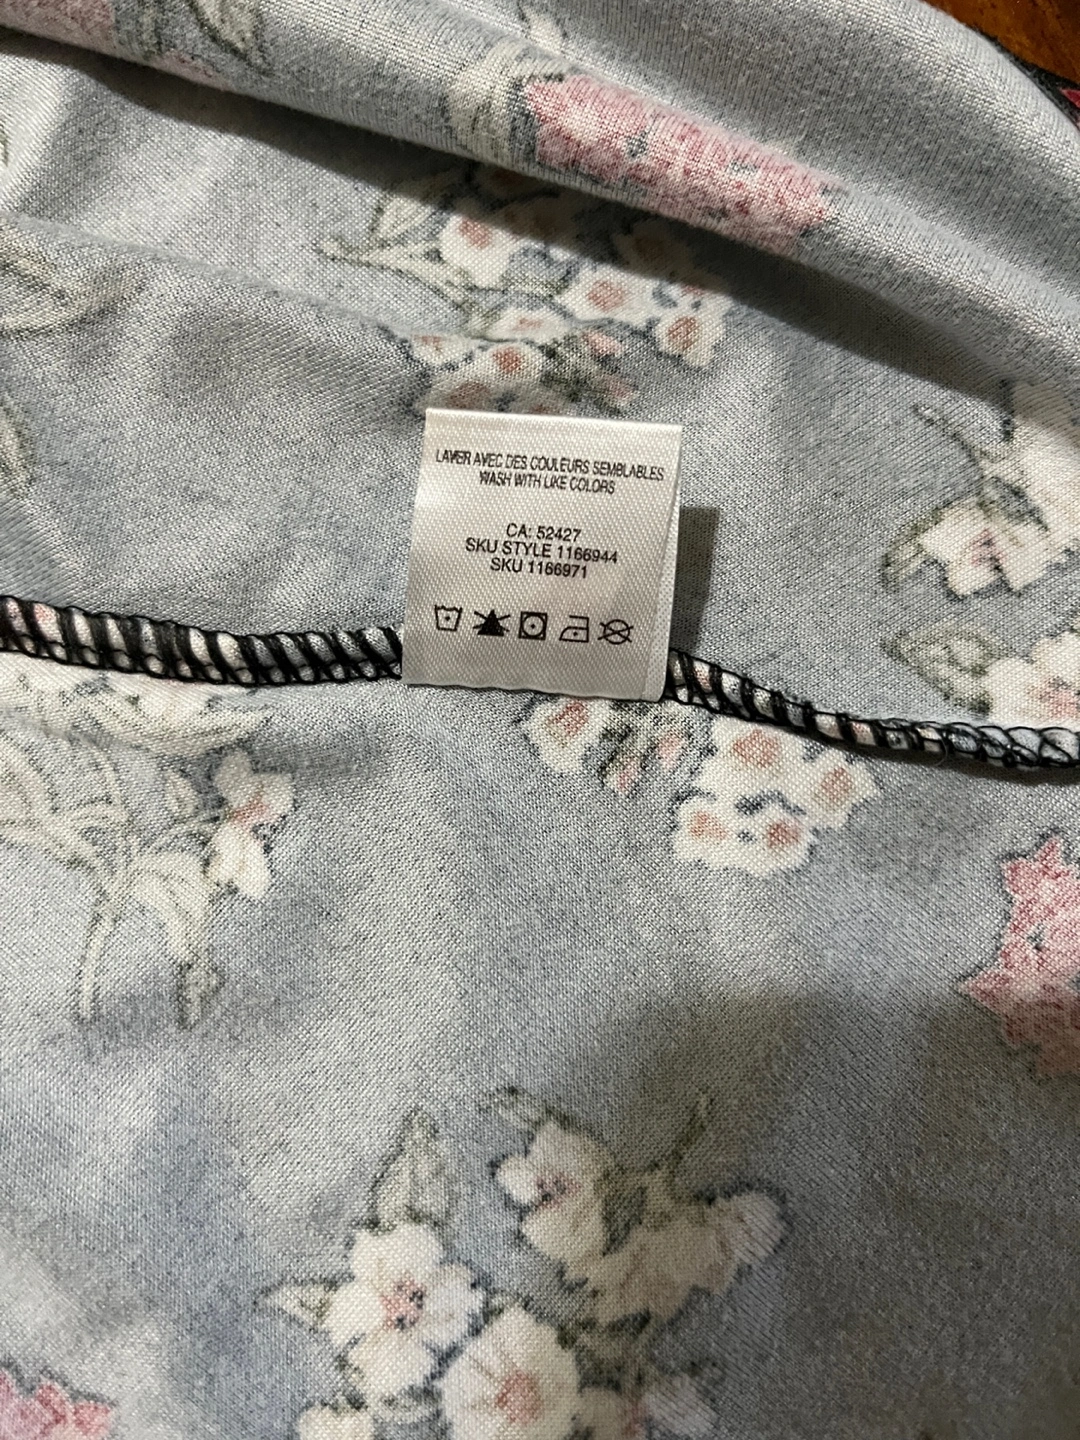 LAVER AVEC DES COULEURS SEMBLABLES
WASH WITH LIKE COLORS
CA: 52427
SKU STYLE 1166944
SKU 1166971